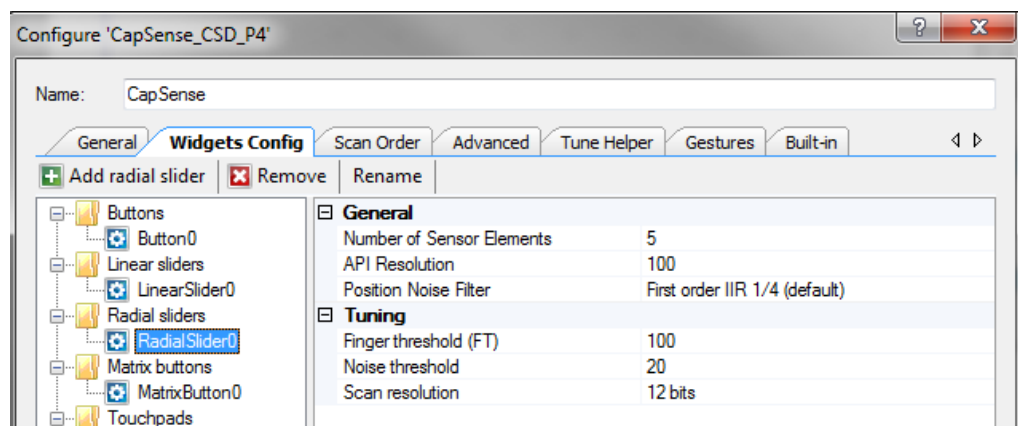 Configure 'CapSense_CSD_P4'
?
Name: CapSense
General Widgets Config Scan Order Advanced Tune Helper Gestures Built-in
Add radial slider Remove Rename
Buttons
Button0
Linear sliders
LinearSlider0
Radial sliders
RadialSlider0
Matrix buttons
MatrixButton0
Touchpads
General
Number of Sensor Elements 5
API Resolution 100
Position Noise Filter First order IIR 1/4 (default)
Tuning
Finger threshold (FT) 100
Noise threshold 20
Scan resolution 12 bits